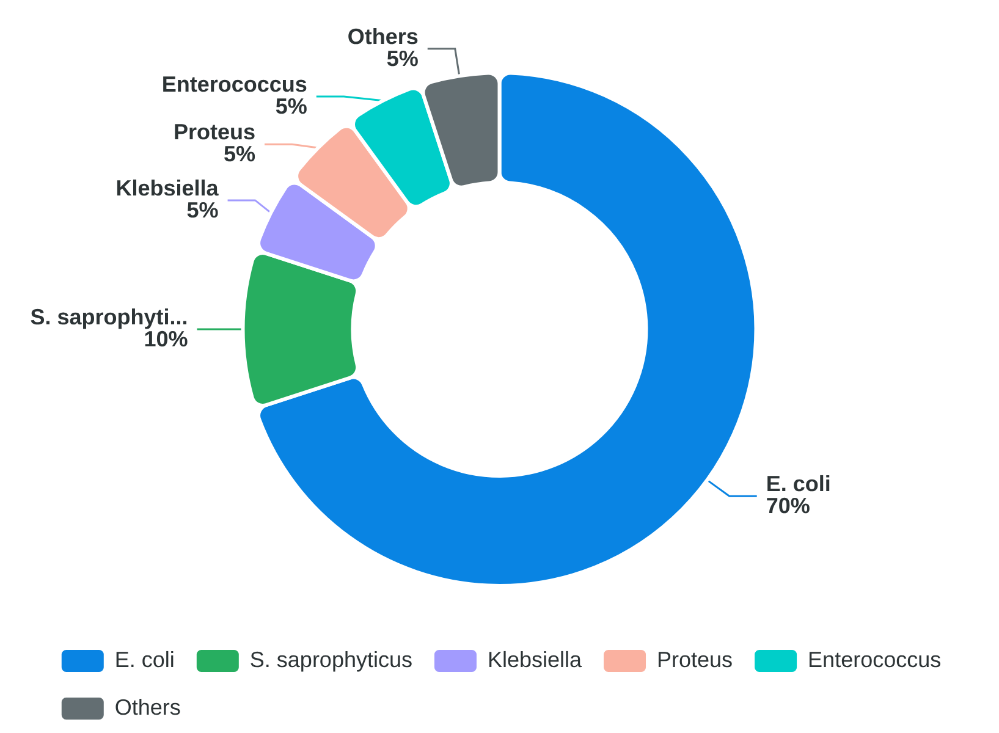 Others
5%
Enterococcus
5%
Proteus
5%
Klebsiella
5%
S. saprophyti...
10%
E. coli
70%
E. coli
S. saprophyticus
Klebsiella
Proteus
Enterococcus
Others